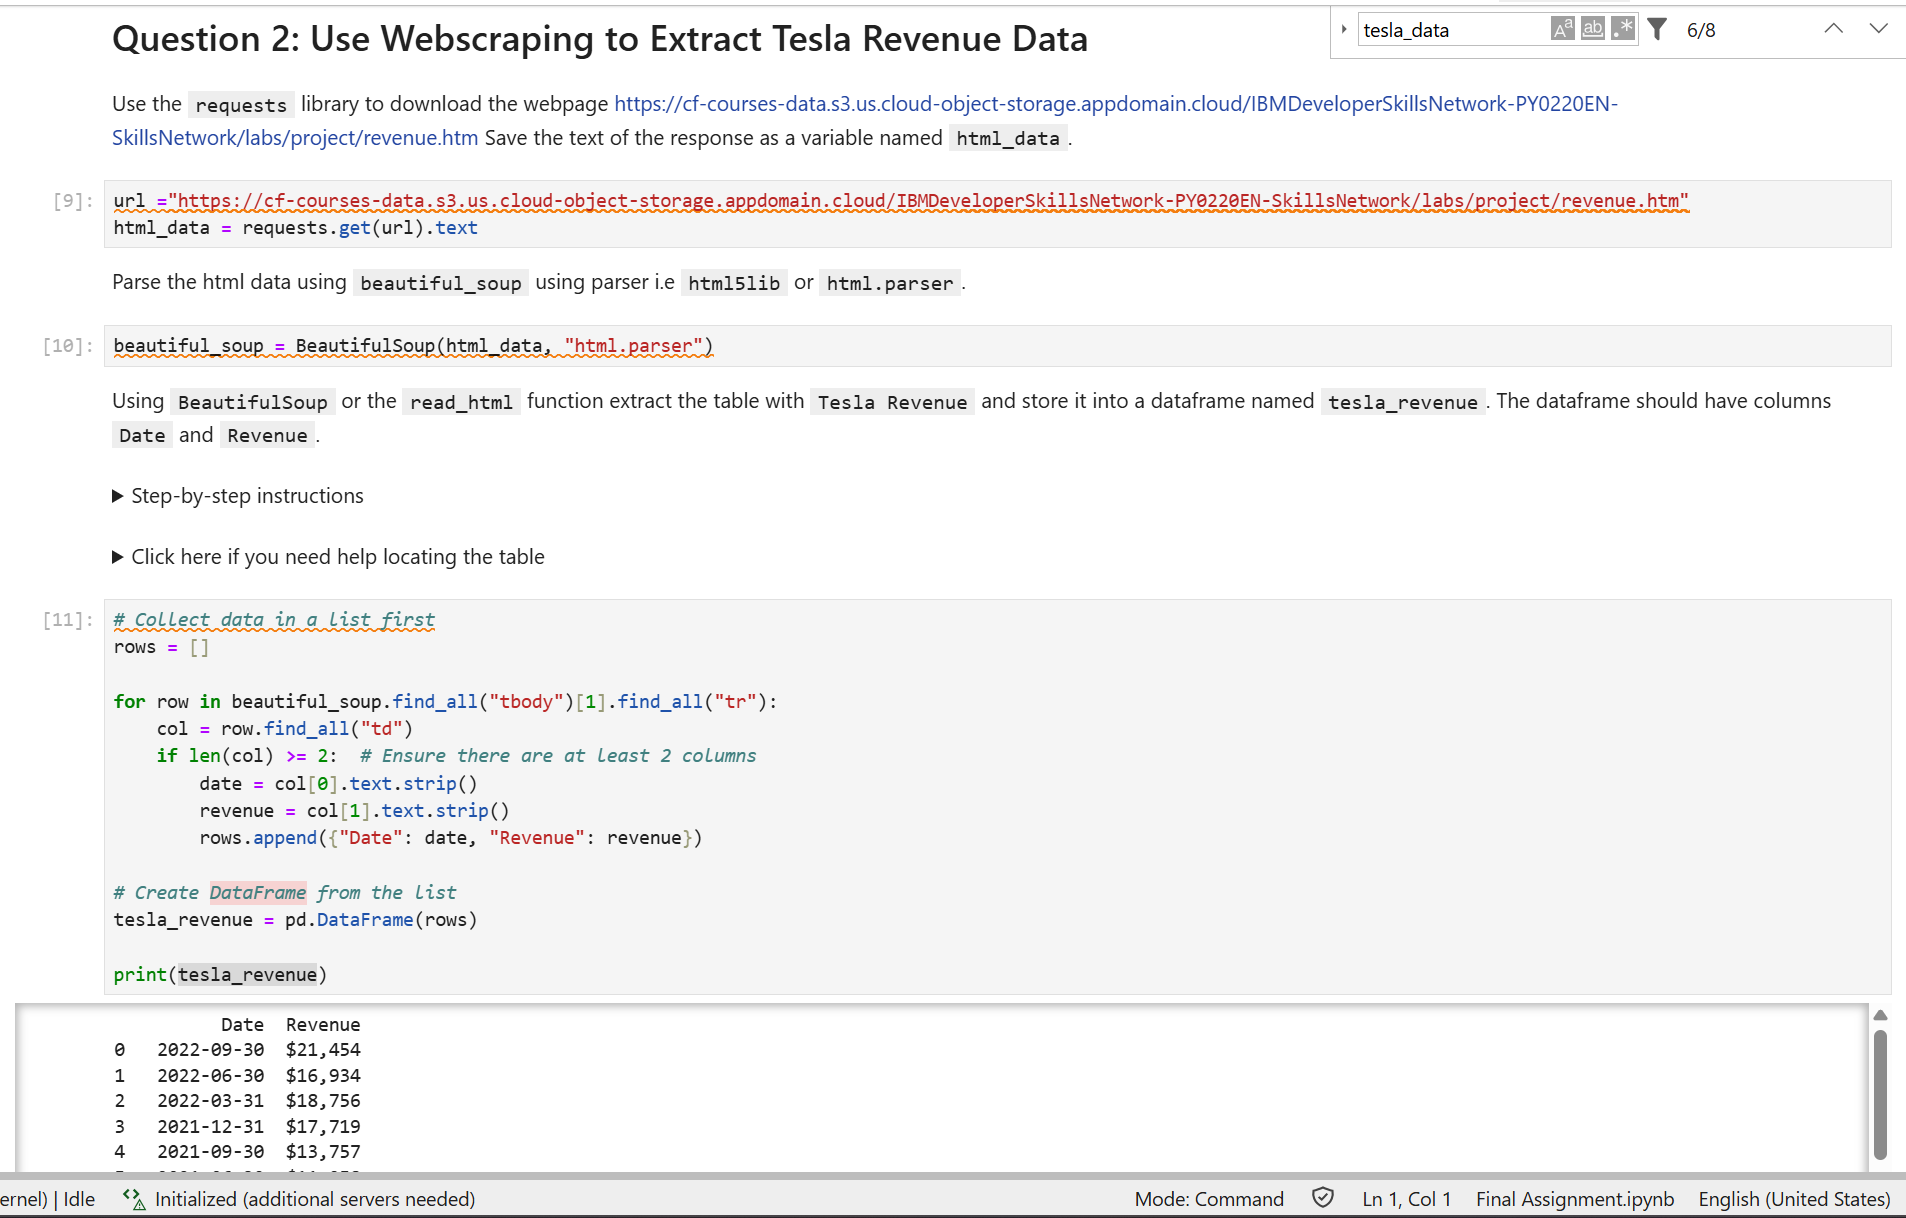 Question 2: Use Webscraping to Extract Tesla Revenue Data
tesla_data
6/8
Use the requests library to download the webpage https://cf-courses-data.s3.us.cloud-object-storage.appdomain.cloud/IBMDeveloperSkillsNetwork-PY0220EN-
SkillsNetwork/labs/project/revenue.htm Save the text of the response as a variable named html_data .
[9]: url ="https://cf-courses-data.s3.us.cloud-object-storage.appdomain.cloud/IBMDeveloperSkillsNetwork-PY0220EN-SkillsNetwork/labs/project/revenue.htm"
html_data = requests.get(url).text
Parse the html data using beautiful_soup using parser i.e html5lib or html.parser .
[10]: beautiful_soup = BeautifulSoup(html_data, "html.parser")
Using BeautifulSoup or the read_html function extract the table with Tesla Revenue and store it into a dataframe named tesla_revenue . The dataframe should have columns
Date and Revenue .
Step-by-step instructions
Click here if you need help locating the table
[11]: # Collect data in a list first
rows = []
for row in beautiful_soup.find_all("tbody")[1].find_all("tr"):
    col = row.find_all("td")
    if len(col) >= 2:  # Ensure there are at least 2 columns
        date = col[0].text.strip()
        revenue = col[1].text.strip()
        rows.append({"Date": date, "Revenue": revenue})
# Create DataFrame from the list
tesla_revenue = pd.DataFrame(rows)
print(tesla_revenue)
Date Revenue
0 2022-09-30 $21,454
1 2022-06-30 $16,934
2 2022-03-31 $18,756
3 2021-12-31 $17,719
4 2021-09-30 $13,757
ernel) | Idle Initialized (additional servers needed) Mode: Command Ln 1, Col 1 Final Assignment.ipynb English (United States)